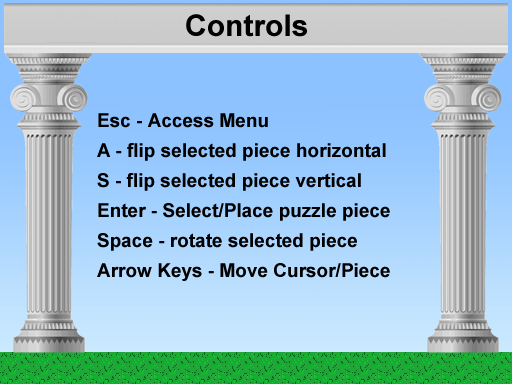 Controls
Esc - Access Menu
A - flip selected piece horizontal
S - flip selected piece vertical
Enter - Select/Place puzzle piece
Space - rotate selected piece
Arrow Keys - Move Cursor/Piece